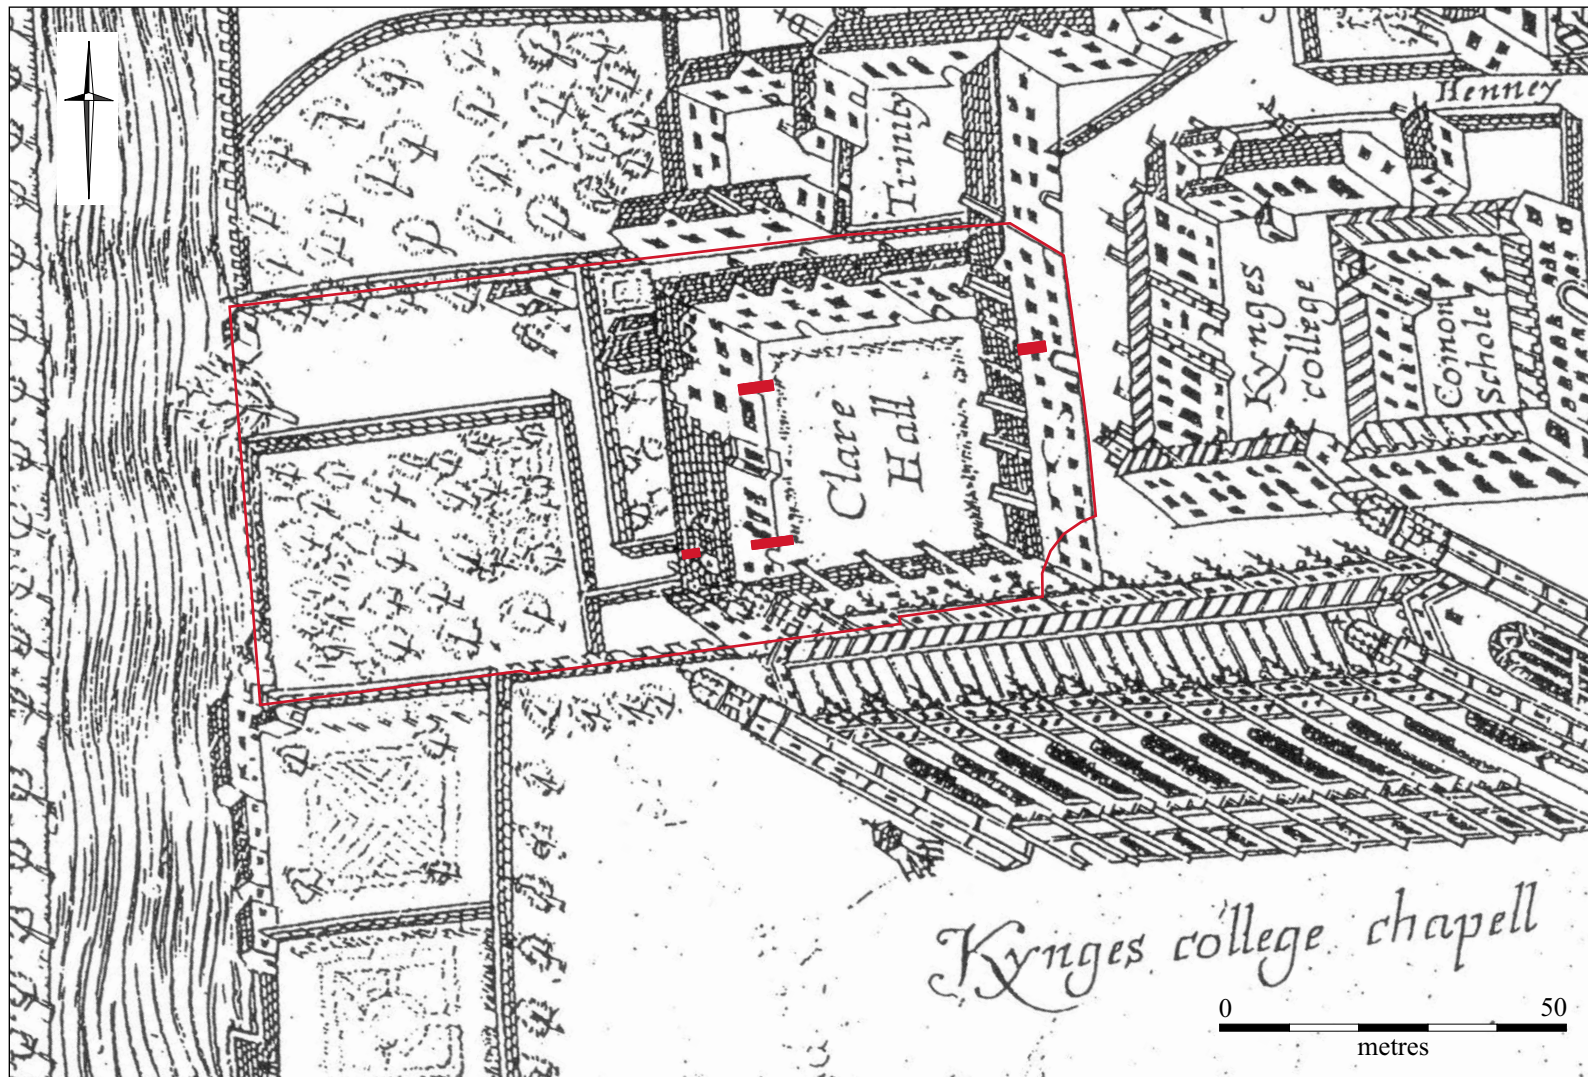 Henney
Trinity
Kynges
college
Comon
Schole
Clare
Hall
Kynges college chapell
0 50
metres